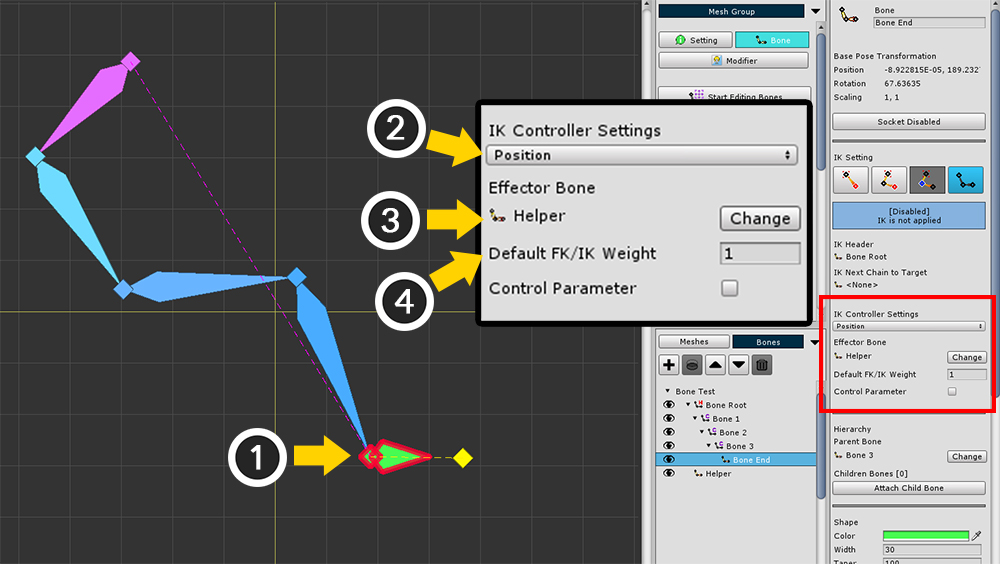 Mesh Group
Setting
Bone
Modifier
Start Editing Bones
1
2
3
4
IK Controller Settings
Position
Effector Bone
Helper
Change
Default FK/IK Weight
1
Control Parameter
Meshes
Bones
Bone Test
Bone Root
Bone 1
Bone 2
Bone 3
Bone End
Helper
Bone
Bone End
Base Pose Transformation
Position -8.922815E-05, 189.2327
Rotation 67.63635
Scaling 1, 1
Socket Disabled
IK Setting
[Disabled]
IK is not applied
IK Header
Bone Root
IK Next Chain to Target
<None>
IK Controller Settings
Position
Effector Bone
Helper Change
Default FK/IK Weight 1
Control Parameter
Hierarchy
Parent Bone
Bone 3 Change
Children Bones [0]
Attach Child Bone
Shape
Color
Width 30
Taper 100